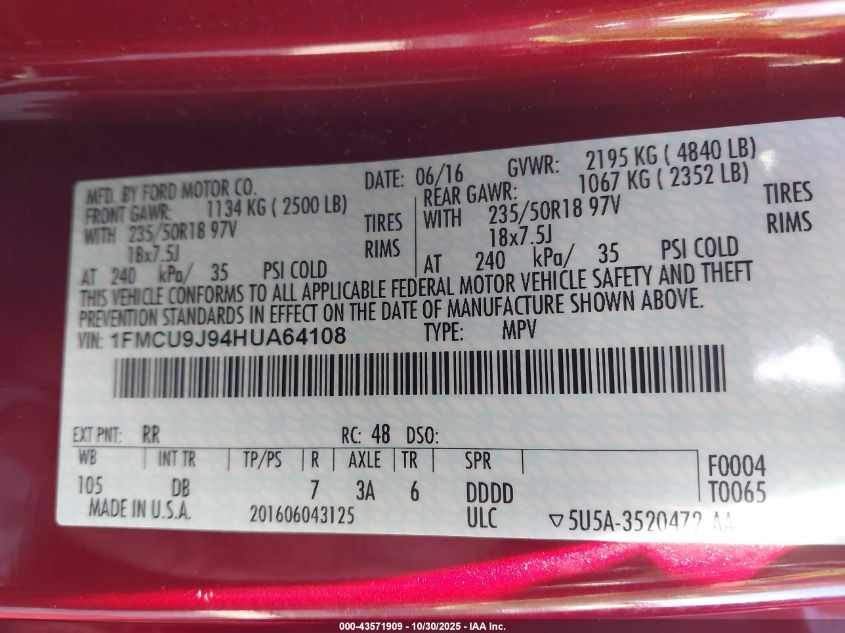 MFD. BY FORD MOTOR CO. DATE: 06/16 GVWR: 2195 KG ( 4840 LB)
FRONT GAWR: 1134 KG ( 2500 LB) REAR GAWR: 1067 KG ( 2352 LB)
WITH 235/50R18 97V TIRES WITH 235/50R18 97V TIRES
18x7.5J RIMS 18x7.5J RIMS
AT 240 kPa/ 35 PSI COLD AT 240 kPa/ 35 PSI COLD
THIS VEHICLE CONFORMS TO ALL APPLICABLE FEDERAL MOTOR VEHICLE SAFETY AND THEFT
PREVENTION STANDARDS IN EFFECT ON THE DATE OF MANUFACTURE SHOWN ABOVE.
VIN: 1FMCU9J94HUA64108 TYPE: MPV
EXT PNT: RR RC: 48 DSO:
WB INT TR TP/PS R AXLE TR SPR F0004
105 DB 7 3A 6 DDDD T0065
MADE IN U.S.A. 201606043125 ULC ▽5U5A-3520472 AA
000-43571909 - 10/30/2025 - IAA Inc.